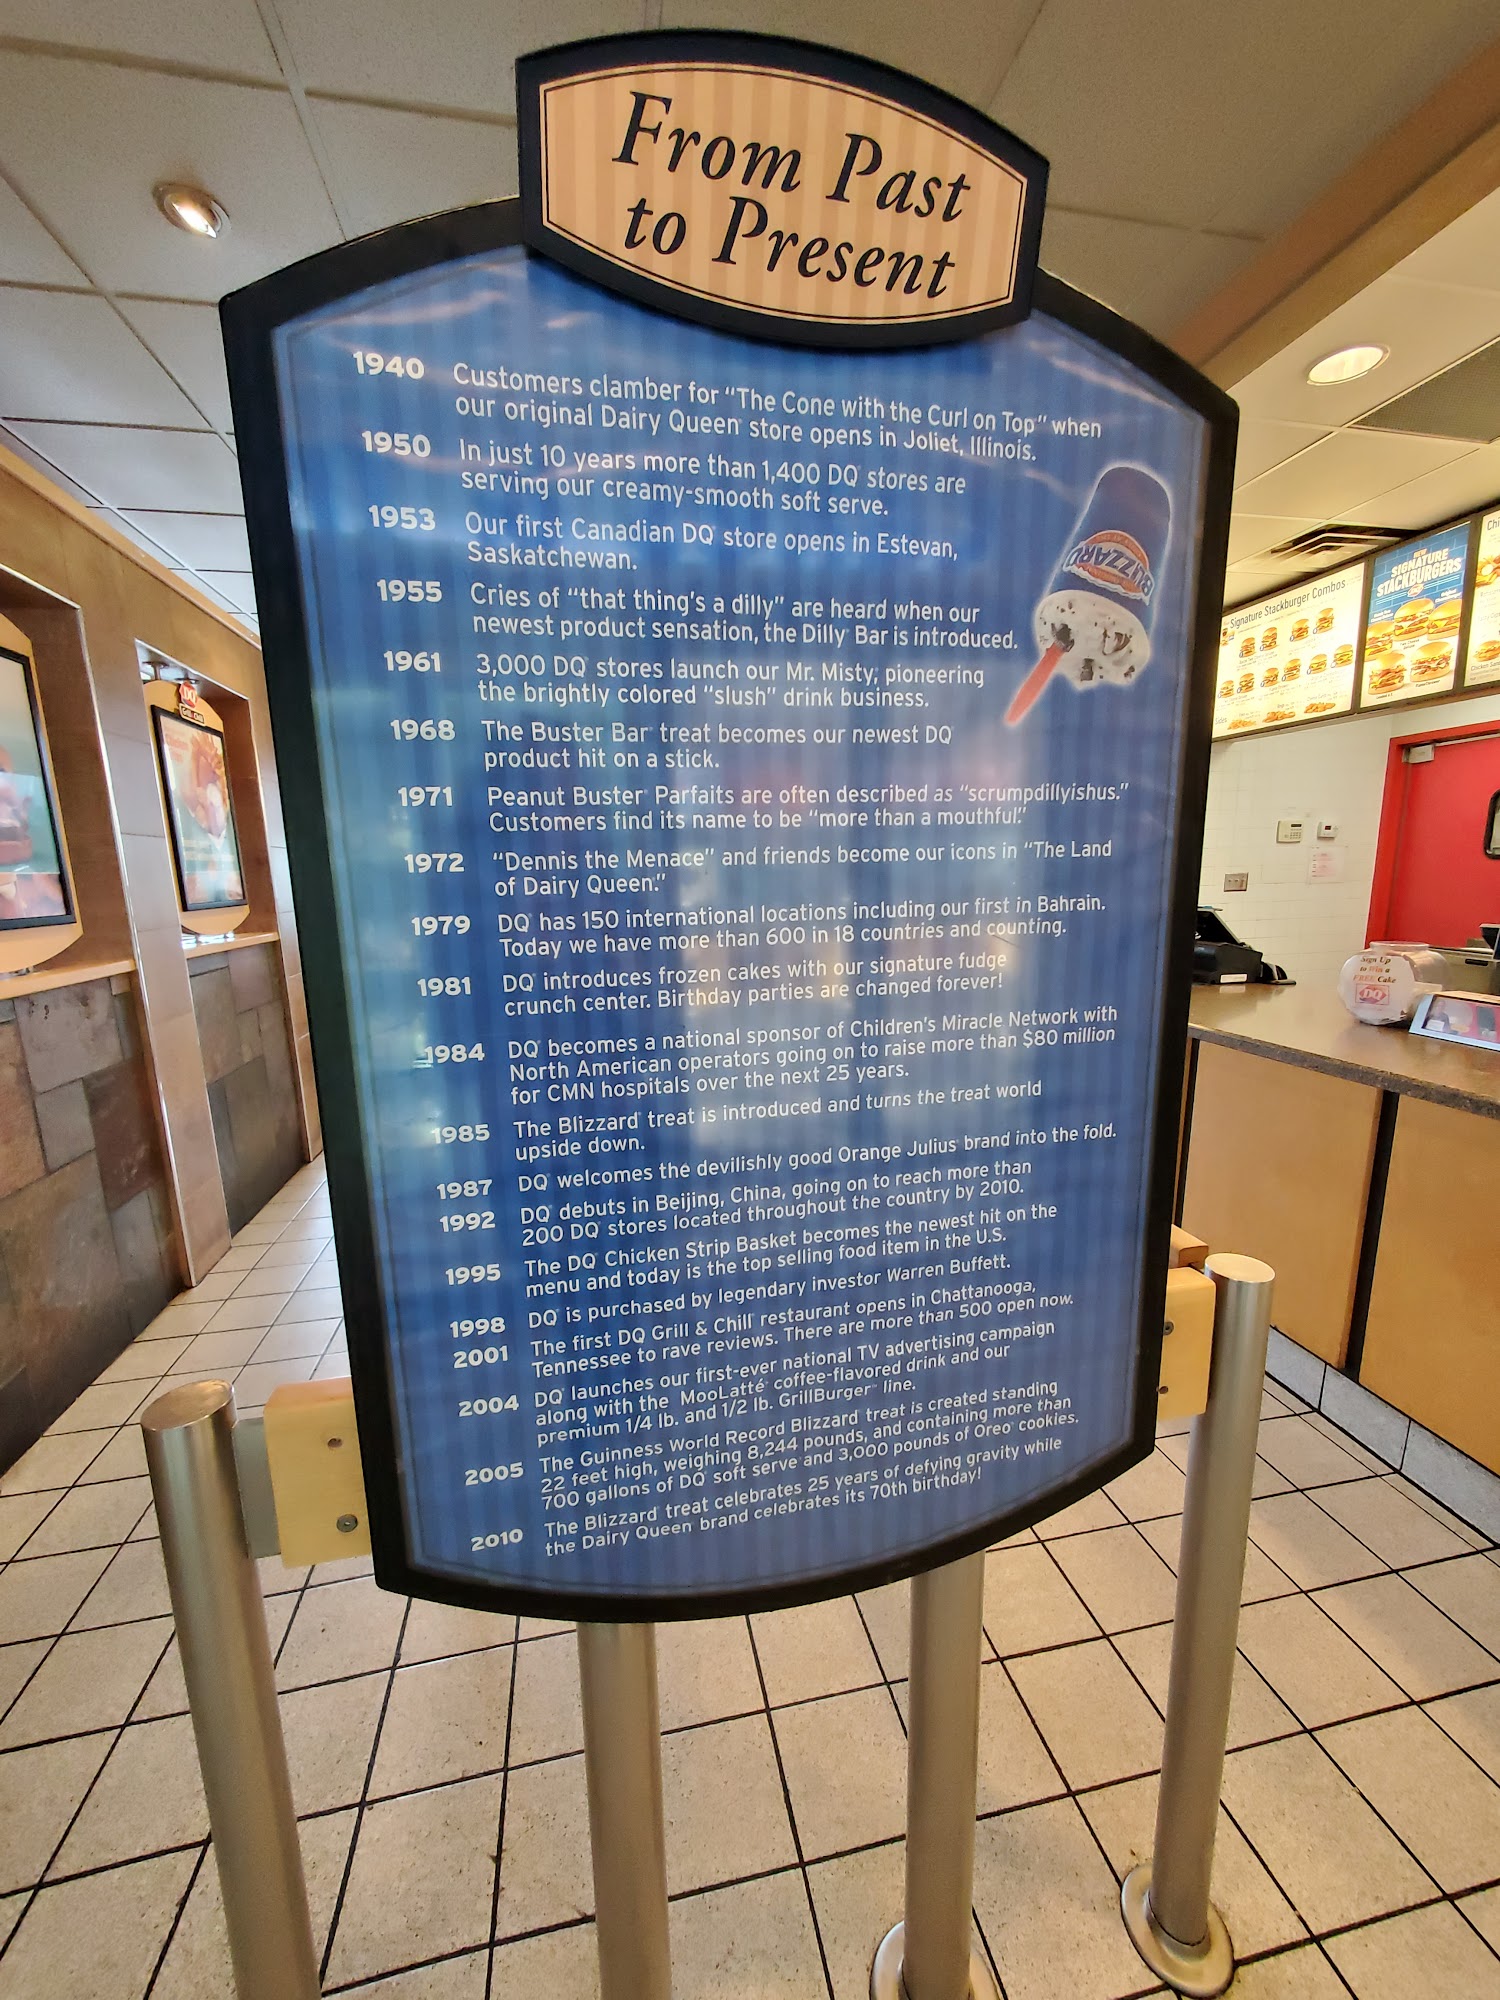 From Past
to Present
1940 Customers clamber for "The Cone with the Curl on Top" when
our original Dairy Queen® store opens in Joliet, Illinois.
1950 In just 10 years more than 1,400 DQ® stores are
serving our creamy-smooth soft serve.
1953 Our first Canadian DQ® store opens in Estevan,
Saskatchewan.
1955 Cries of "that thing's a dilly" are heard when our
newest product sensation, the Dilly® Bar is introduced.
1961 3,000 DQ® stores launch our Mr. Misty®, pioneering
the brightly colored "slush" drink business.
1968 The Buster Bar® treat becomes our newest DQ®
product hit on a stick.
1971 Peanut Buster® Parfaits are often described as "scrumpdillyishus."
Customers find its name to be "more than a mouthful."
1972 "Dennis the Menace" and friends become our icons in "The Land
of Dairy Queen®."
1979 DQ® has 150 international locations including our first in Bahrain.
Today we have more than 600 in 18 countries and counting.
1981 DQ® introduces frozen cakes with our signature fudge
crunch center. Birthday parties are changed forever!
1984 DQ® becomes a national sponsor of Children's Miracle Network with
North American operators going on to raise more than $80 million
for CMN hospitals over the next 25 years.
1985 The Blizzard® treat is introduced and turns the treat world
upside down.
1987 DQ® welcomes the devilishly good Orange Julius® brand into the fold.
1992 DQ® debuts in Beijing, China, going on to reach more than
200 DQ® stores located throughout the country by 2010.
1995 The DQ® Chicken Strip Basket becomes the newest hit on the
menu and today is the top selling food item in the U.S.
1998 DQ® is purchased by legendary investor Warren Buffett.
2001 The first DQ Grill & Chill® restaurant opens in Chattanooga,
Tennessee to rave reviews. There are more than 500 open now.
2004 DQ® launches our first-ever national TV advertising campaign
along with the MooLatté® coffee-flavored drink and our
premium 1/4 lb. and 1/2 lb. GrillBurger™ line.
2005 The Guinness World Record Blizzard® treat is created standing
22 feet high, weighing 8,244 pounds, and containing more than
700 gallons of DQ® soft serve and 3,000 pounds of Oreo® cookies.
2010 The Blizzard® treat celebrates 25 years of defying gravity while
the Dairy Queen® brand celebrates its 70th birthday!
BLIZZARD
Signature Stackburger Combos
NEW
SIGNATURE
STACKBURGERS
DQ
Grill & Chill
Sign Up
to Win a
FREE Cake
DQ